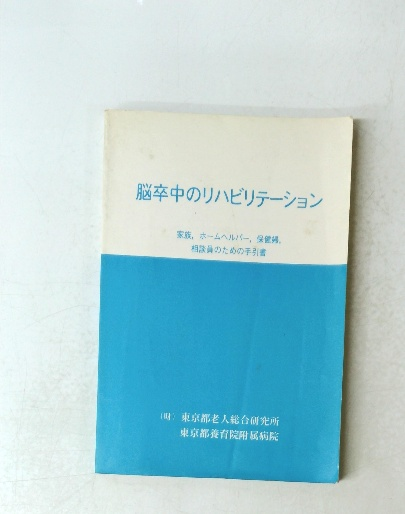 脳卒中のリハビリテーション
家族，ホームヘルパー，保健婦，
相談員のための手引書
（財）東京都老人総合研究所
東京都養育院附属病院